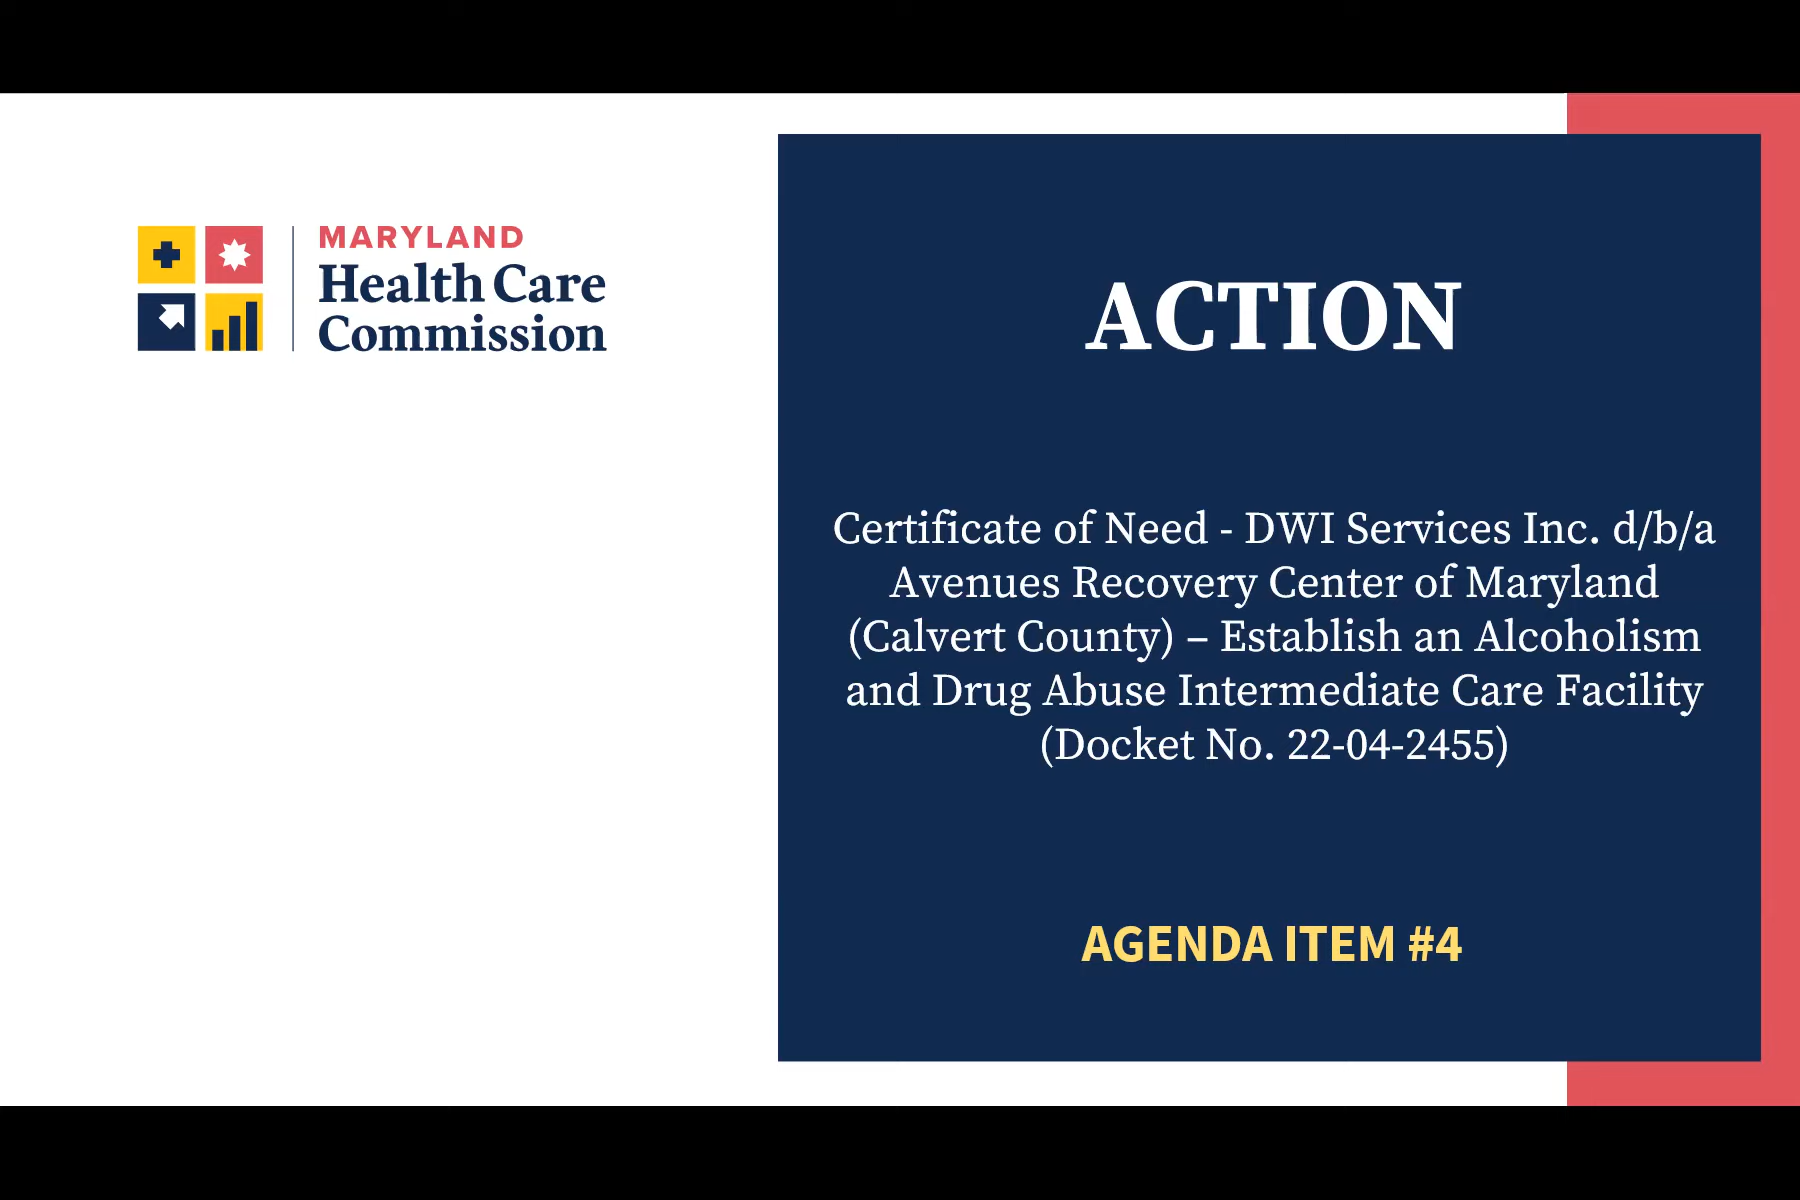 MARYLAND
Health Care
Commission
ACTION
Certificate of Need - DWI Services Inc. d/b/a
Avenues Recovery Center of Maryland
(Calvert County) – Establish an Alcoholism
and Drug Abuse Intermediate Care Facility
(Docket No. 22-04-2455)
AGENDA ITEM #4